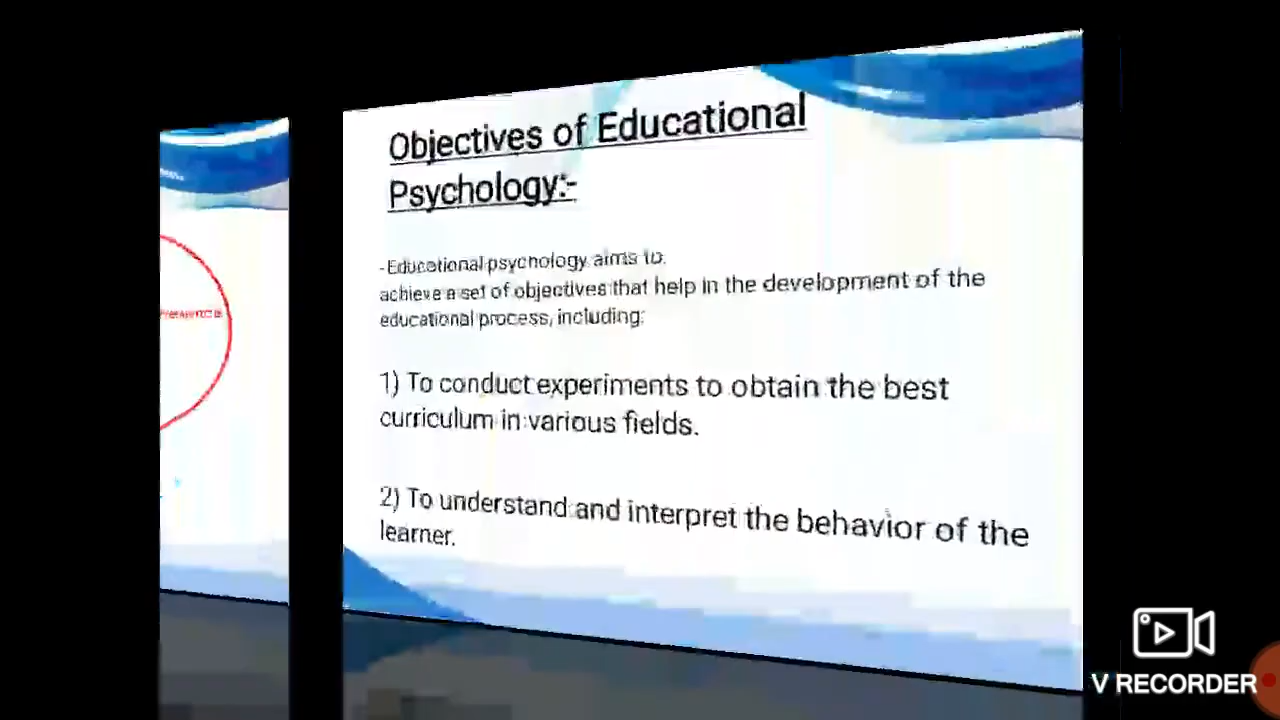 Objectives of Educational
Psychology:-
- Educational psychology aims to
achieve a set of objectives that help in the development of the
educational process, including:
1) To conduct experiments to obtain the best
curriculum in various fields.
2) To understand and interpret the behavior of the
learner.
V RECORDER